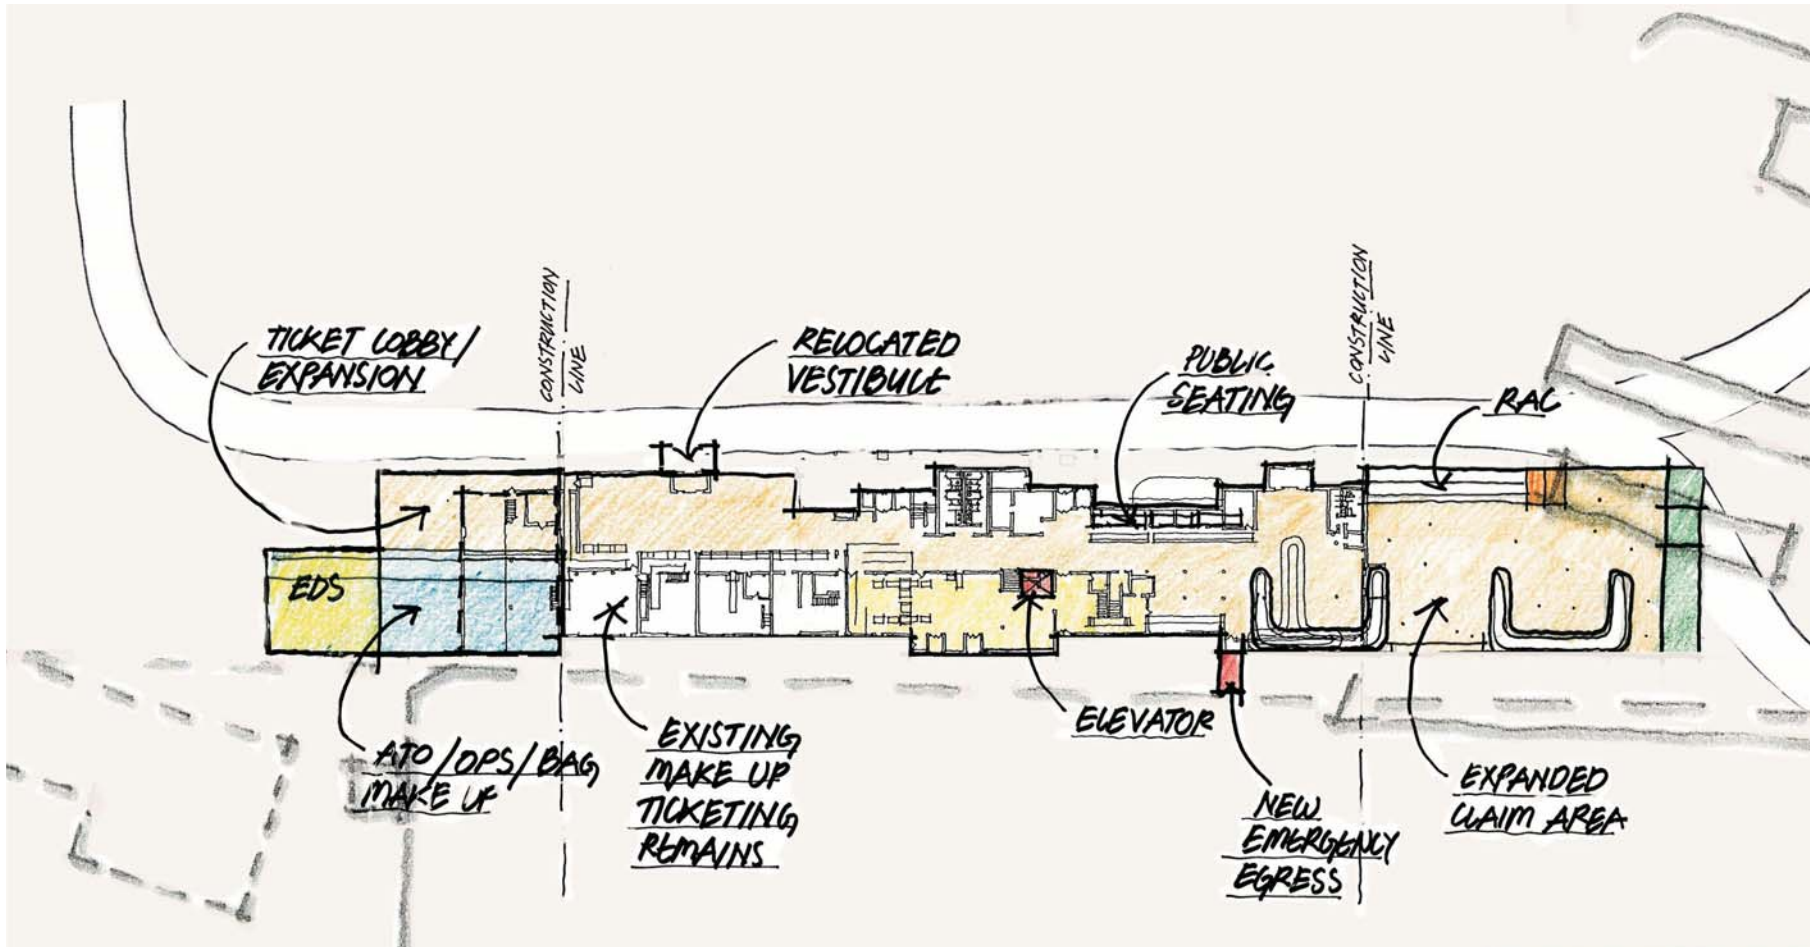 CONSTRUCTION
LINE
CONSTRUCTION
LINE
TICKET LOBBY/
EXPANSION
RELOCATED
VESTIBULE
PUBLIC
SEATING
RAC
EDS
ATO/OPS/BAG
MAKE UP
EXISTING
MAKE UP
TICKETING
REMAINS
ELEVATOR
NEW
EMERGENCY
EGRESS
EXPANDED
CLAIM AREA